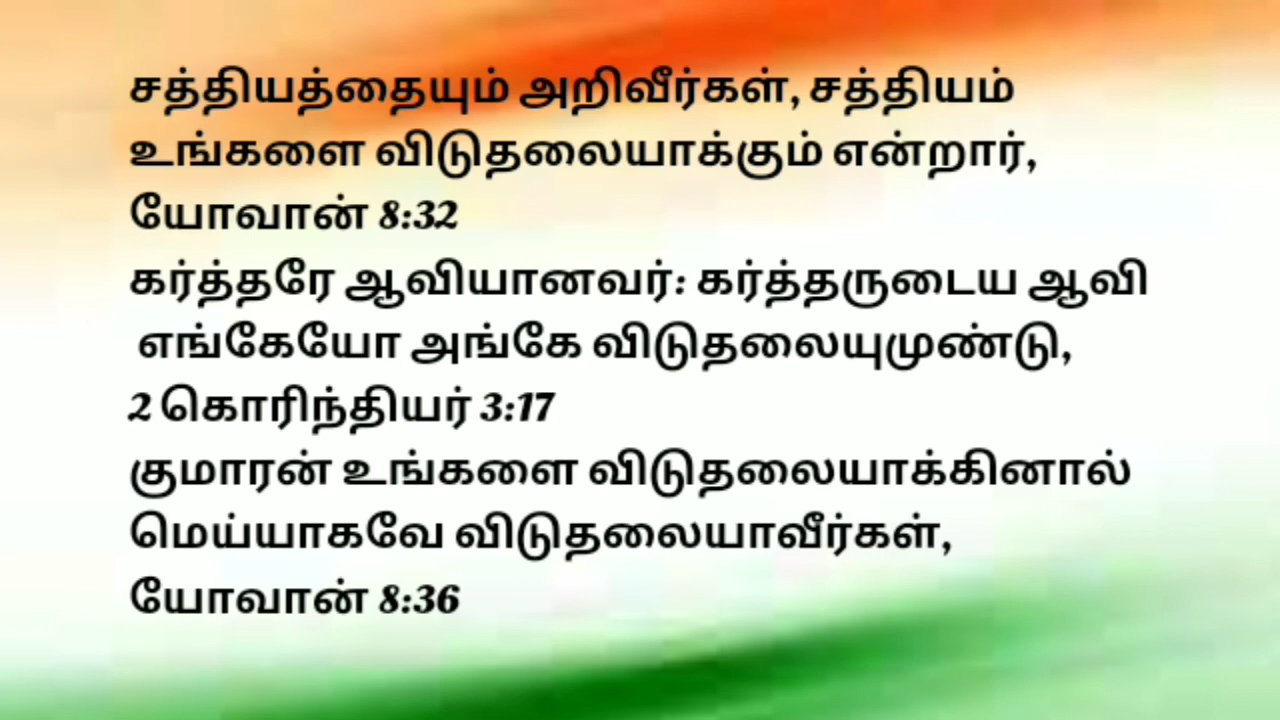 சத்தியத்தையும் அறிவீர்கள், சத்தியம்
உங்களை விடுதலையாக்கும் என்றார்,
யோவான் 8:32
கர்த்தரே ஆவியானவர்: கர்த்தருடைய ஆவி
எங்கேயோ அங்கே விடுதலையுமுண்டு,
2 கொரிந்தியர் 3:17
குமாரன் உங்களை விடுதலையாக்கினால்
மெய்யாகவே விடுதலையாவீர்கள்,
யோவான் 8:36